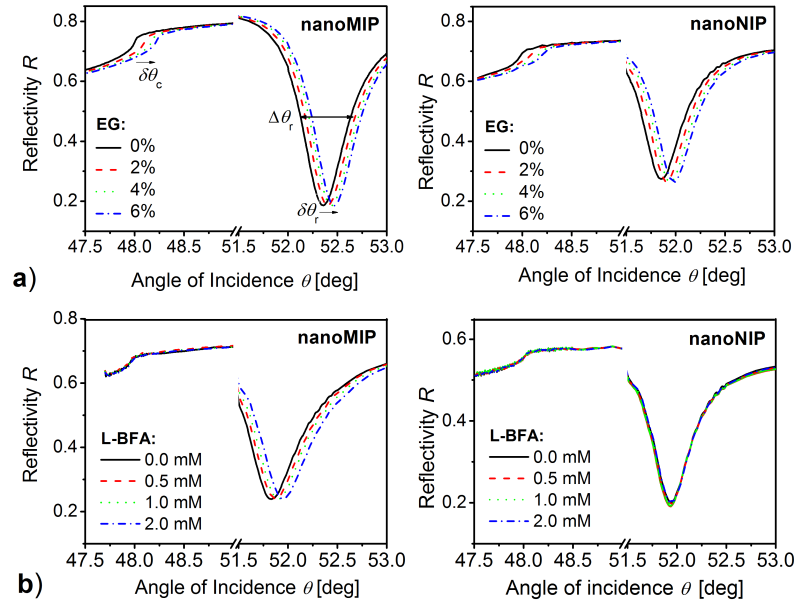 nanoMIP
0.8
0.6
0.4
0.2
Reflectivity R
δθc
Δθr
δθr
EG:
0%
2%
4%
6%
47.5 48.0 48.5 51.5 52.0 52.5 53.0
Angle of Incidence θ [deg]
a)
nanoNIP
0.8
0.6
0.4
0.2
Reflectivity R
EG:
0%
2%
4%
6%
47.5 48.0 48.5 51.5 52.0 52.5 53.0
Angle of Incidence θ [deg]
nanoMIP
0.8
0.6
0.4
0.2
Reflectivity R
L-BFA:
0.0 mM
0.5 mM
1.0 mM
2.0 mM
47.5 48.0 48.5 51.5 52.0 52.5 53.0
Angle of Incidence θ [deg]
b)
nanoNIP
0.6
0.4
0.2
Reflectivity R
L-BFA:
0.0 mM
0.5 mM
1.0 mM
2.0 mM
47.5 48.0 48.5 51.5 52.0 52.5 53.0
Angle of incidence θ [deg]